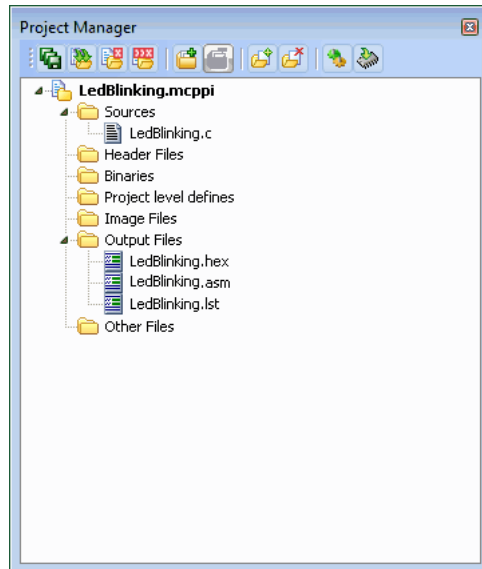 Project Manager
LedBlinking.mcppi
Sources
LedBlinking.c
Header Files
Binaries
Project level defines
Image Files
Output Files
LedBlinking.hex
LedBlinking.asm
LedBlinking.lst
Other Files